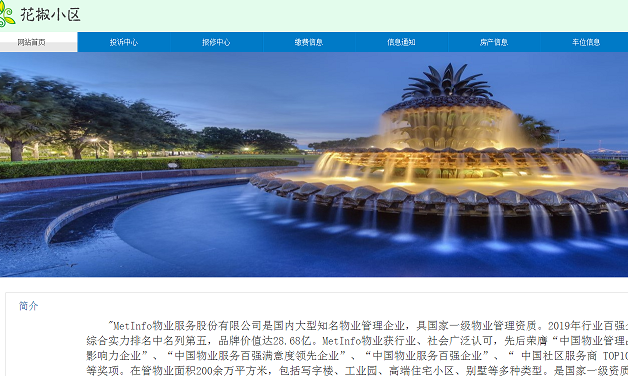 花椒小区
网站首页 投诉中心 报修中心 缴费信息 信息通知 房产信息 车位信息
简介
"MetInfo物业服务股份有限公司是国内大型知名物业管理企业，具国家一级物业管理资质。2019年行业百强企
综合实力排名中名列第五，品牌价值达28.68亿。MetInfo物业获行业、社会广泛认可，先后荣膺“中国物业管理
影响力企业”、“中国物业服务百强满意度领先企业”、“中国物业服务百强企业”、“ 中国社区服务商 TOP10
等奖项。在管物业面积200余万平方米，包括写字楼、工业园、高端住宅小区、别墅等多种类型。是国家一级资质